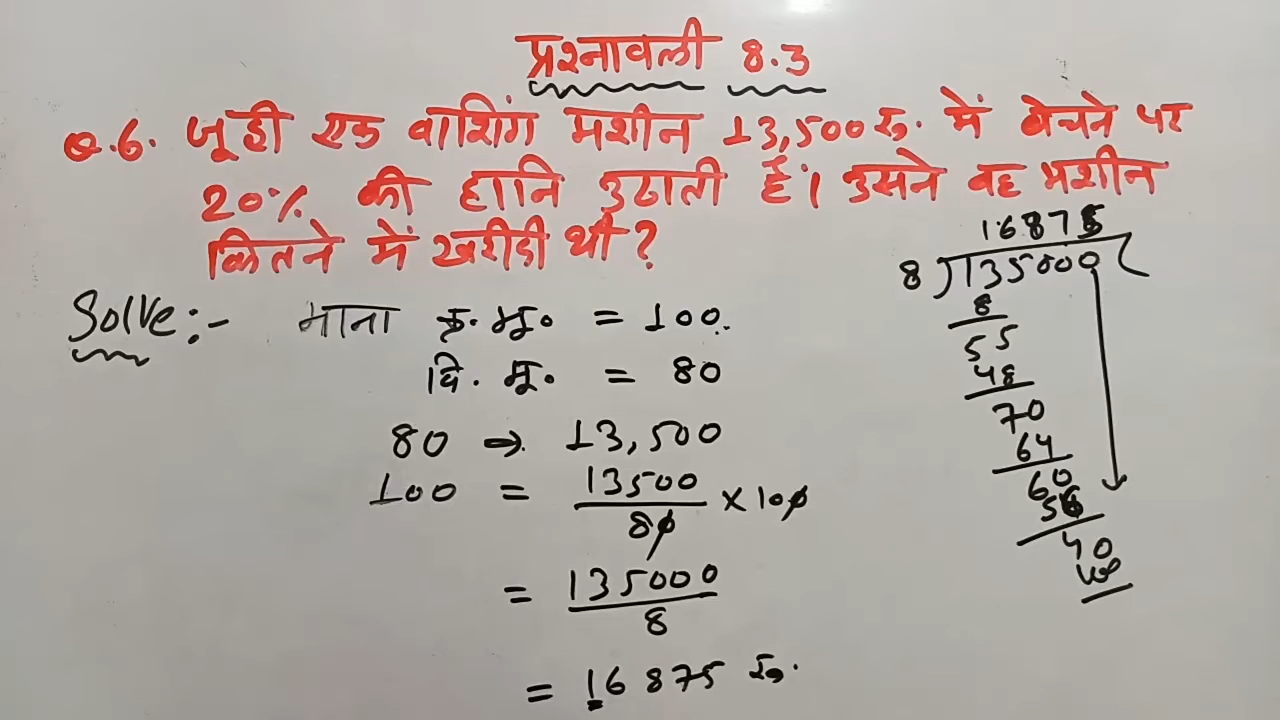 प्रश्नावली 8.3
Q.6. जूही एक वाशिंग मशीन 13,500 रु. में बेचने पर
20% की हानि उठाती है। उसने वह मशीन
कितने में खरीदी थी?
Solve:- माना क्र. मू. = 100.
वि. मू. = 80
80 → 13,500
100 = 13500/80 × 100
= 135000/8
= 16875 रु.
16875
8)135000(
8
55
48
70
64
60
56
40
40